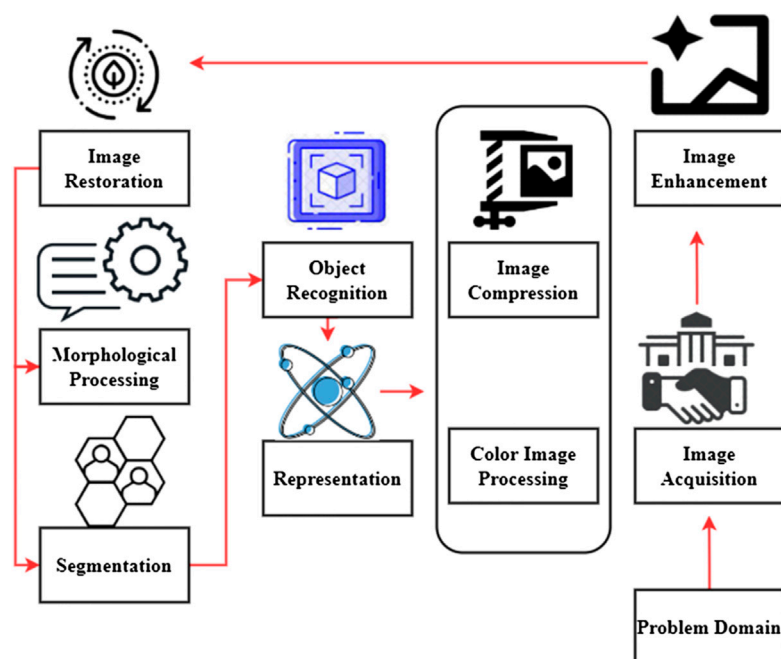 Image
Restoration
Image
Enhancement
Object
Recognition
Image
Compression
Morphological
Processing
Representation
Color Image
Processing
Image
Acquisition
Segmentation
Problem Domain